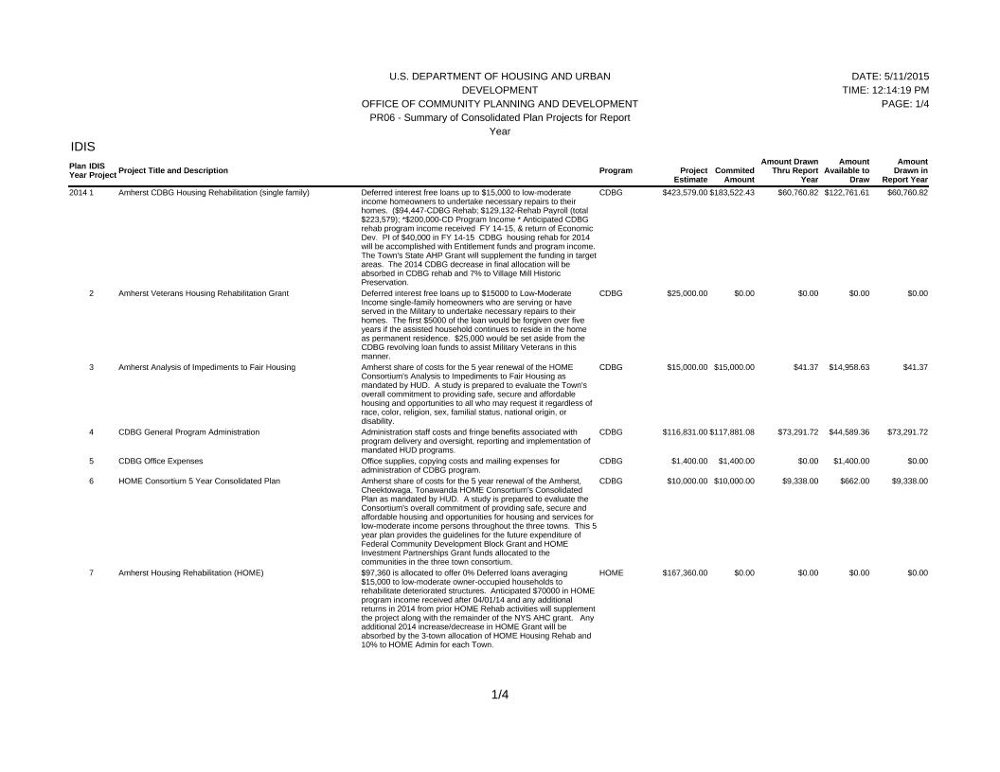 U.S. DEPARTMENT OF HOUSING AND URBAN
DEVELOPMENT
OFFICE OF COMMUNITY PLANNING AND DEVELOPMENT
PR06 - Summary of Consolidated Plan Projects for Report
Year
DATE: 5/11/2015
TIME: 12:14:19 PM
PAGE: 1/4
IDIS
Plan IDIS
Year Project
Project Title and Description
Program
Project
Estimate
Commited
Amount
Amount Drawn
Thru Report
Year
Amount
Available to
Draw
Amount
Drawn in
Report Year
2014 1 Amherst CDBG Housing Rehabilitation (single family) Deferred interest free loans up to $15,000 to low-moderate CDBG $423,579.00 $183,522.43 $60,760.82 $122,761.61 $60,760.82
income homeowners to undertake necessary repairs to their
homes. ($94,447-CDBG Rehab; $129,132-Rehab Payroll (total
$223,579); *$200,000-CD Program Income * Anticipated CDBG
rehab program income received FY 14-15, & return of Economic
Dev. PI of $40,000 in FY 14-15 CDBG housing rehab for 2014
will be accomplished with Entitlement funds and program income.
The Town's State AHP Grant will supplement the funding in target
areas. The 2014 CDBG decrease in final allocation will be
absorbed in CDBG rehab and 7% to Village Mill Historic
Preservation.
2 Amherst Veterans Housing Rehabilitation Grant Deferred interest free loans up to $15000 to Low-Moderate CDBG $25,000.00 $0.00 $0.00 $0.00 $0.00
Income single-family homeowners who are serving or have
served in the Military to undertake necessary repairs to their
homes. The first $5000 of the loan would be forgiven over five
years if the assisted household continues to reside in the home
as permanent residence. $25,000 would be set aside from the
CDBG revolving loan funds to assist Military Veterans in this
manner.
3 Amherst Analysis of Impediments to Fair Housing Amherst share of costs for the 5 year renewal of the HOME CDBG $15,000.00 $15,000.00 $41.37 $14,958.63 $41.37
Consortium's Analysis to Impediments to Fair Housing as
mandated by HUD. A study is prepared to evaluate the Town's
overall commitment to providing safe, secure and affordable
housing and opportunities to all who may request it regardless of
race, color, religion, sex, familial status, national origin, or
disability.
4 CDBG General Program Administration Administration staff costs and fringe benefits associated with CDBG $116,831.00 $117,881.08 $73,291.72 $44,589.36 $73,291.72
program delivery and oversight, reporting and implementation of
mandated HUD programs.
5 CDBG Office Expenses Office supplies, copying costs and mailing expenses for CDBG $1,400.00 $1,400.00 $0.00 $1,400.00 $0.00
administration of CDBG program.
6 HOME Consortium 5 Year Consolidated Plan Amherst share of costs for the 5 year renewal of the Amherst, CDBG $10,000.00 $10,000.00 $9,338.00 $662.00 $9,338.00
Cheektowaga, Tonawanda HOME Consortium's Consolidated
Plan as mandated by HUD. A study is prepared to evaluate the
Consortium's overall commitment of providing safe, secure and
affordable housing and opportunities for housing and services for
low-moderate income persons throughout the three towns. This 5
year plan provides the guidelines for the future expenditure of
Federal Community Development Block Grant and HOME
Investment Partnerships Grant funds allocated to the
communities in the three town consortium.
7 Amherst Housing Rehabilitation (HOME) $97,360 is allocated to offer 0% Deferred loans averaging HOME $167,360.00 $0.00 $0.00 $0.00 $0.00
$15,000 to low-moderate owner-occupied households to
rehabilitate deteriorated structures. Anticipated $70000 in HOME
program income received after 04/01/14 and any additional
returns in 2014 from prior HOME Rehab activities will supplement
the project along with the remainder of the NYS AHC grant. Any
additional 2014 increase/decrease in HOME Grant will be
absorbed by the 3-town allocation of HOME Housing Rehab and
10% to HOME Admin for each Town.
1/4